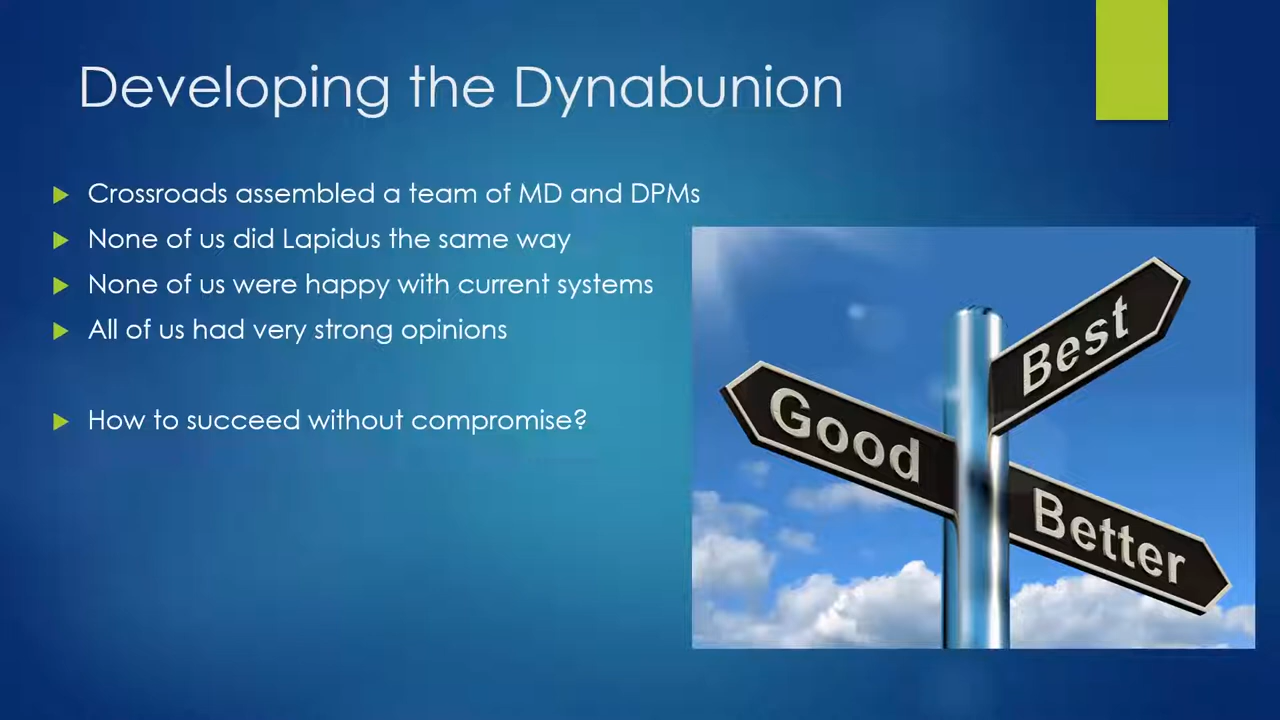 Developing the Dynabunion
Crossroads assembled a team of MD and DPMs
None of us did Lapidus the same way
None of us were happy with current systems
All of us had very strong opinions
How to succeed without compromise?
Best
Good
Better